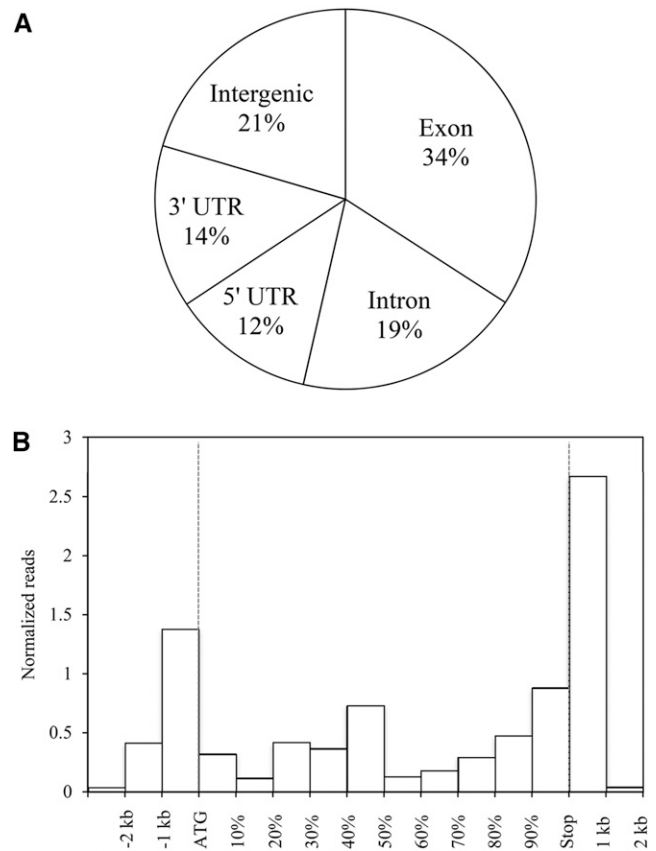 A
Intergenic
21%
Exon
34%
3' UTR
14%
5' UTR
12%
Intron
19%
B
3
2.5
2
1.5
1
0.5
0
Normalized reads
-2 kb
-1 kb
ATG
10%
20%
30%
40%
50%
60%
70%
80%
90%
Stop
1 kb
2 kb